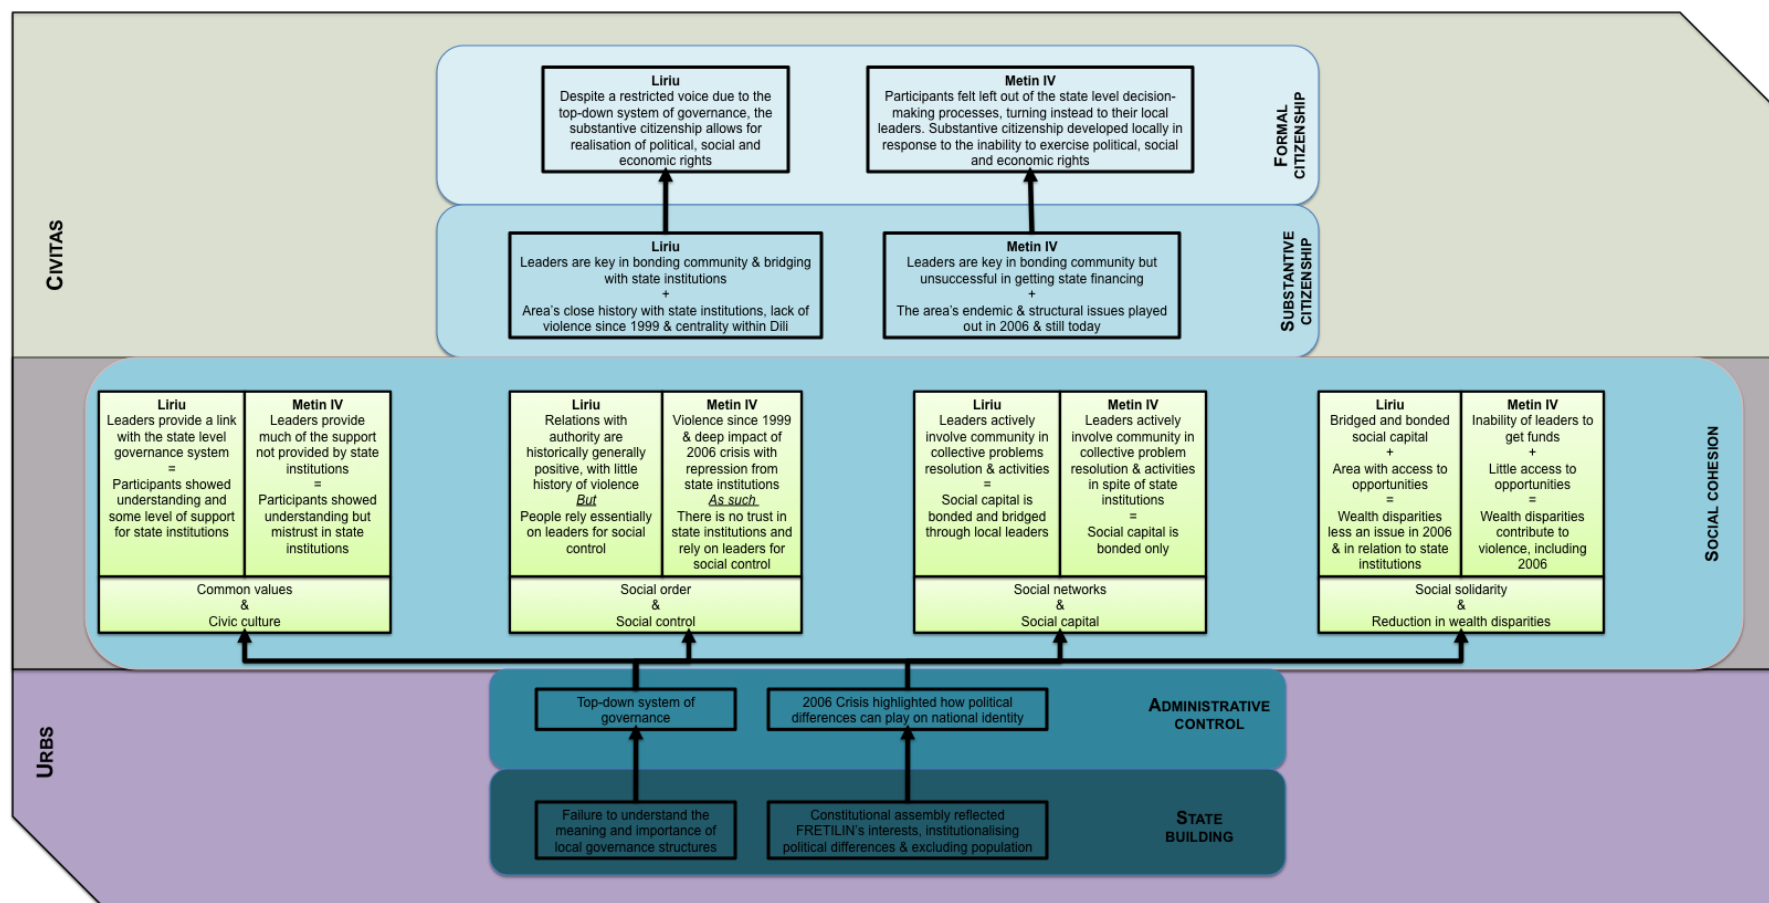 Liriu
Despite a restricted voice due to the
top-down system of governance, the
substantive citizenship allows for
realisation of political, social and
economic rights
Metin IV
Participants felt left out of the state level decision-
making processes, turning instead to their local
leaders. Substantive citizenship developed locally in
response to the inability to exercise political, social
and economic rights
FORMAL
CITIZENSHIP
CIVITAS
Liriu
Leaders are key in bonding community & bridging
with state institutions
+
Area's close history with state institutions, lack of
violence since 1999 & centrality within Dili
Metin IV
Leaders are key in bonding community but
unsuccessful in getting state financing
+
The area's endemic & structural issues played
out in 2006 & still today
SUBSTANTIVE
CITIZENSHIP
Liriu
Leaders provide a link
with the state level
governance system
=
Participants showed
understanding and
some level of support
for state institutions
Metin IV
Leaders provide
much of the support
not provided by state
institutions
=
Participants showed
understanding but
mistrust in state
institutions
Common values
&
Civic culture
Liriu
Relations with
authority are
historically generally
positive, with little
history of violence
But
People rely essentially
on leaders for social
control
Metin IV
Violence since 1999
& deep impact of
2006 crisis with
repression from
state institutions
As such
There is no trust in
state institutions and
rely on leaders for
social control
Social order
&
Social control
Liriu
Leaders actively
involve community in
collective problems
resolution & activities
=
Social capital is
bonded and bridged
through local leaders
Metin IV
Leaders actively
involve community in
collective problem
resolution & activities
in spite of state
institutions
=
Social capital is
bonded only
Social networks
&
Social capital
Liriu
Bridged and bonded
social capital
+
Area with access to
opportunities
=
Wealth disparities
less an issue in 2006
& in relation to state
institutions
Metin IV
Inability of leaders to
get funds
+
Little access to
opportunities
=
Wealth disparities
contribute to
violence, including
2006
Social solidarity
&
Reduction in wealth disparities
SOCIAL COHESION
URBS
Top-down system of
governance
2006 Crisis highlighted how political
differences can play on national identity
ADMINISTRATIVE
CONTROL
Failure to understand the
meaning and importance of
local governance structures
Constitutional assembly reflected
FRETILIN's interests, institutionalising
political differences & excluding population
STATE
BUILDING